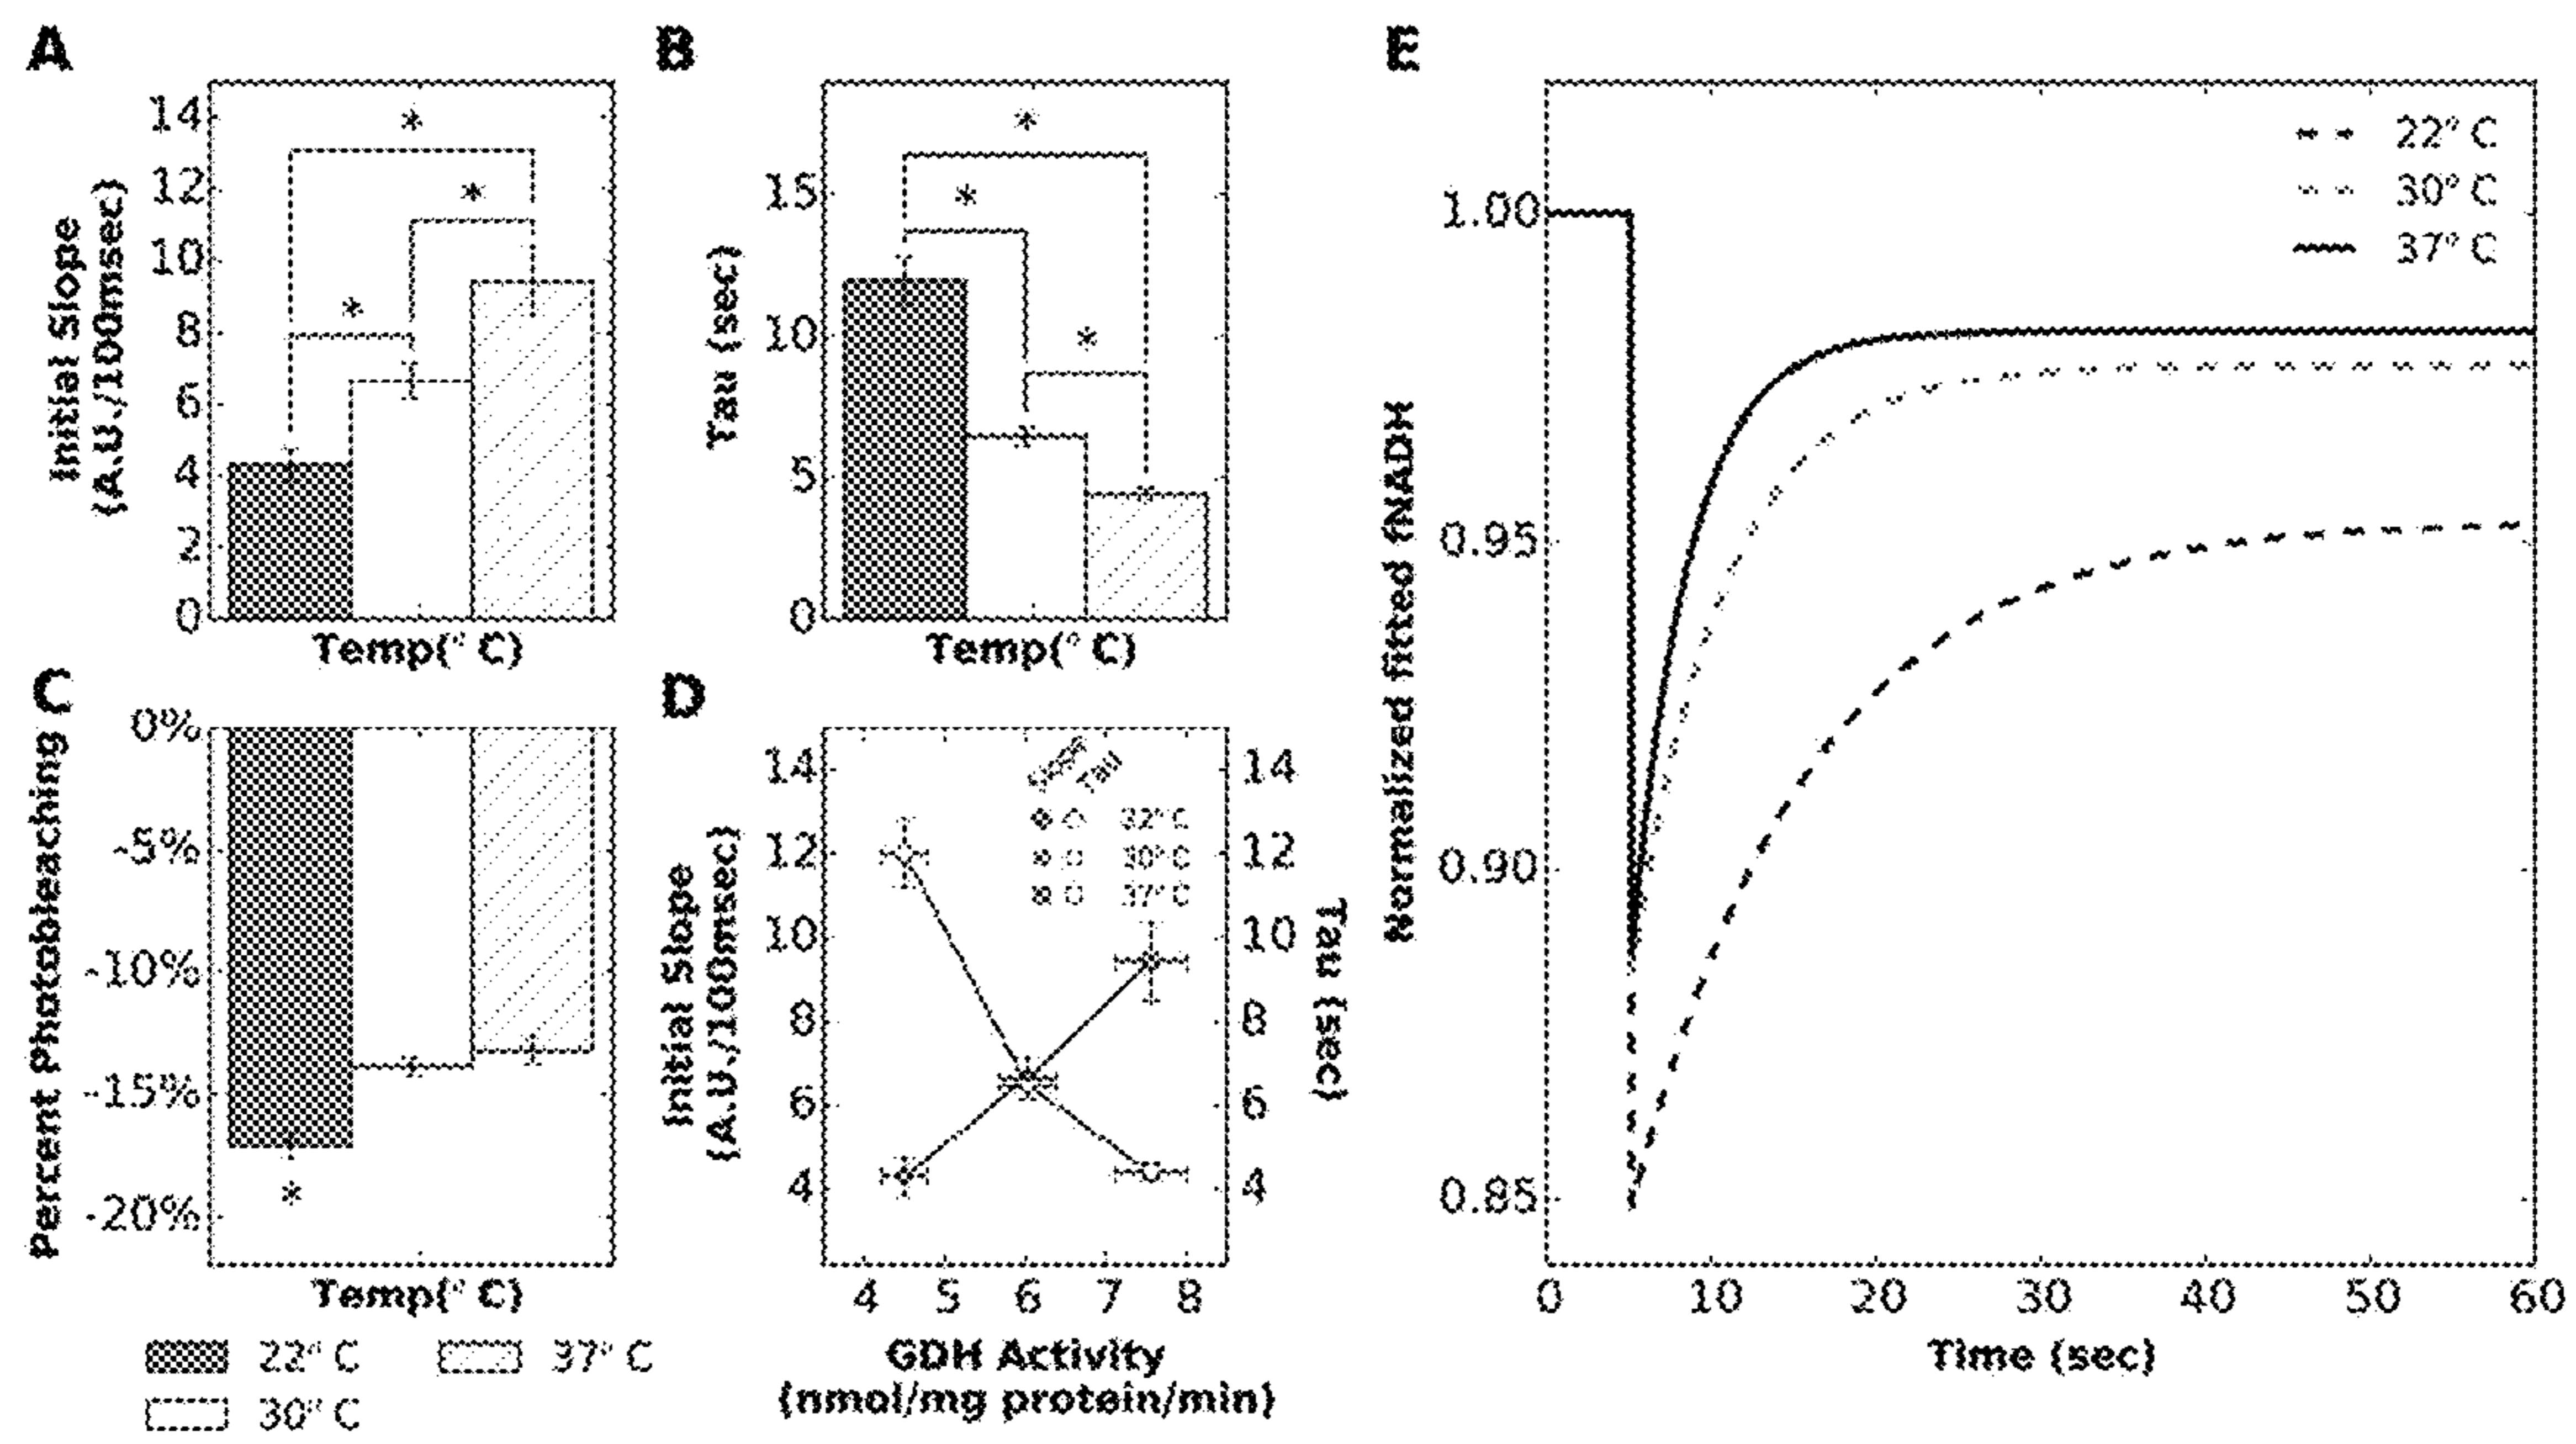 A
14
12
10
8
6
4
2
0
Initial Slope
(A.U./100msec)
*
*
*
Temp(° C)
B
15
10
5
0
Tau (sec)
*
*
*
Temp(° C)
C
0%
-5%
-10%
-15%
-20%
Percent Photobleaching
*
Temp(° C)
22° C
30° C
37° C
D
14
12
10
8
6
4
Initial Slope
(A.U./100msec)
Tau
22°C
30°C
37°C
14
12
10
8
6
4
Tau (sec)
4 5 6 7 8
GDH Activity
(nmol/mg protein/min)
E
1.00
0.95
0.90
0.85
Normalized fitted fNADH
22° C
30° C
37° C
0 10 20 30 40 50 60
Time (sec)